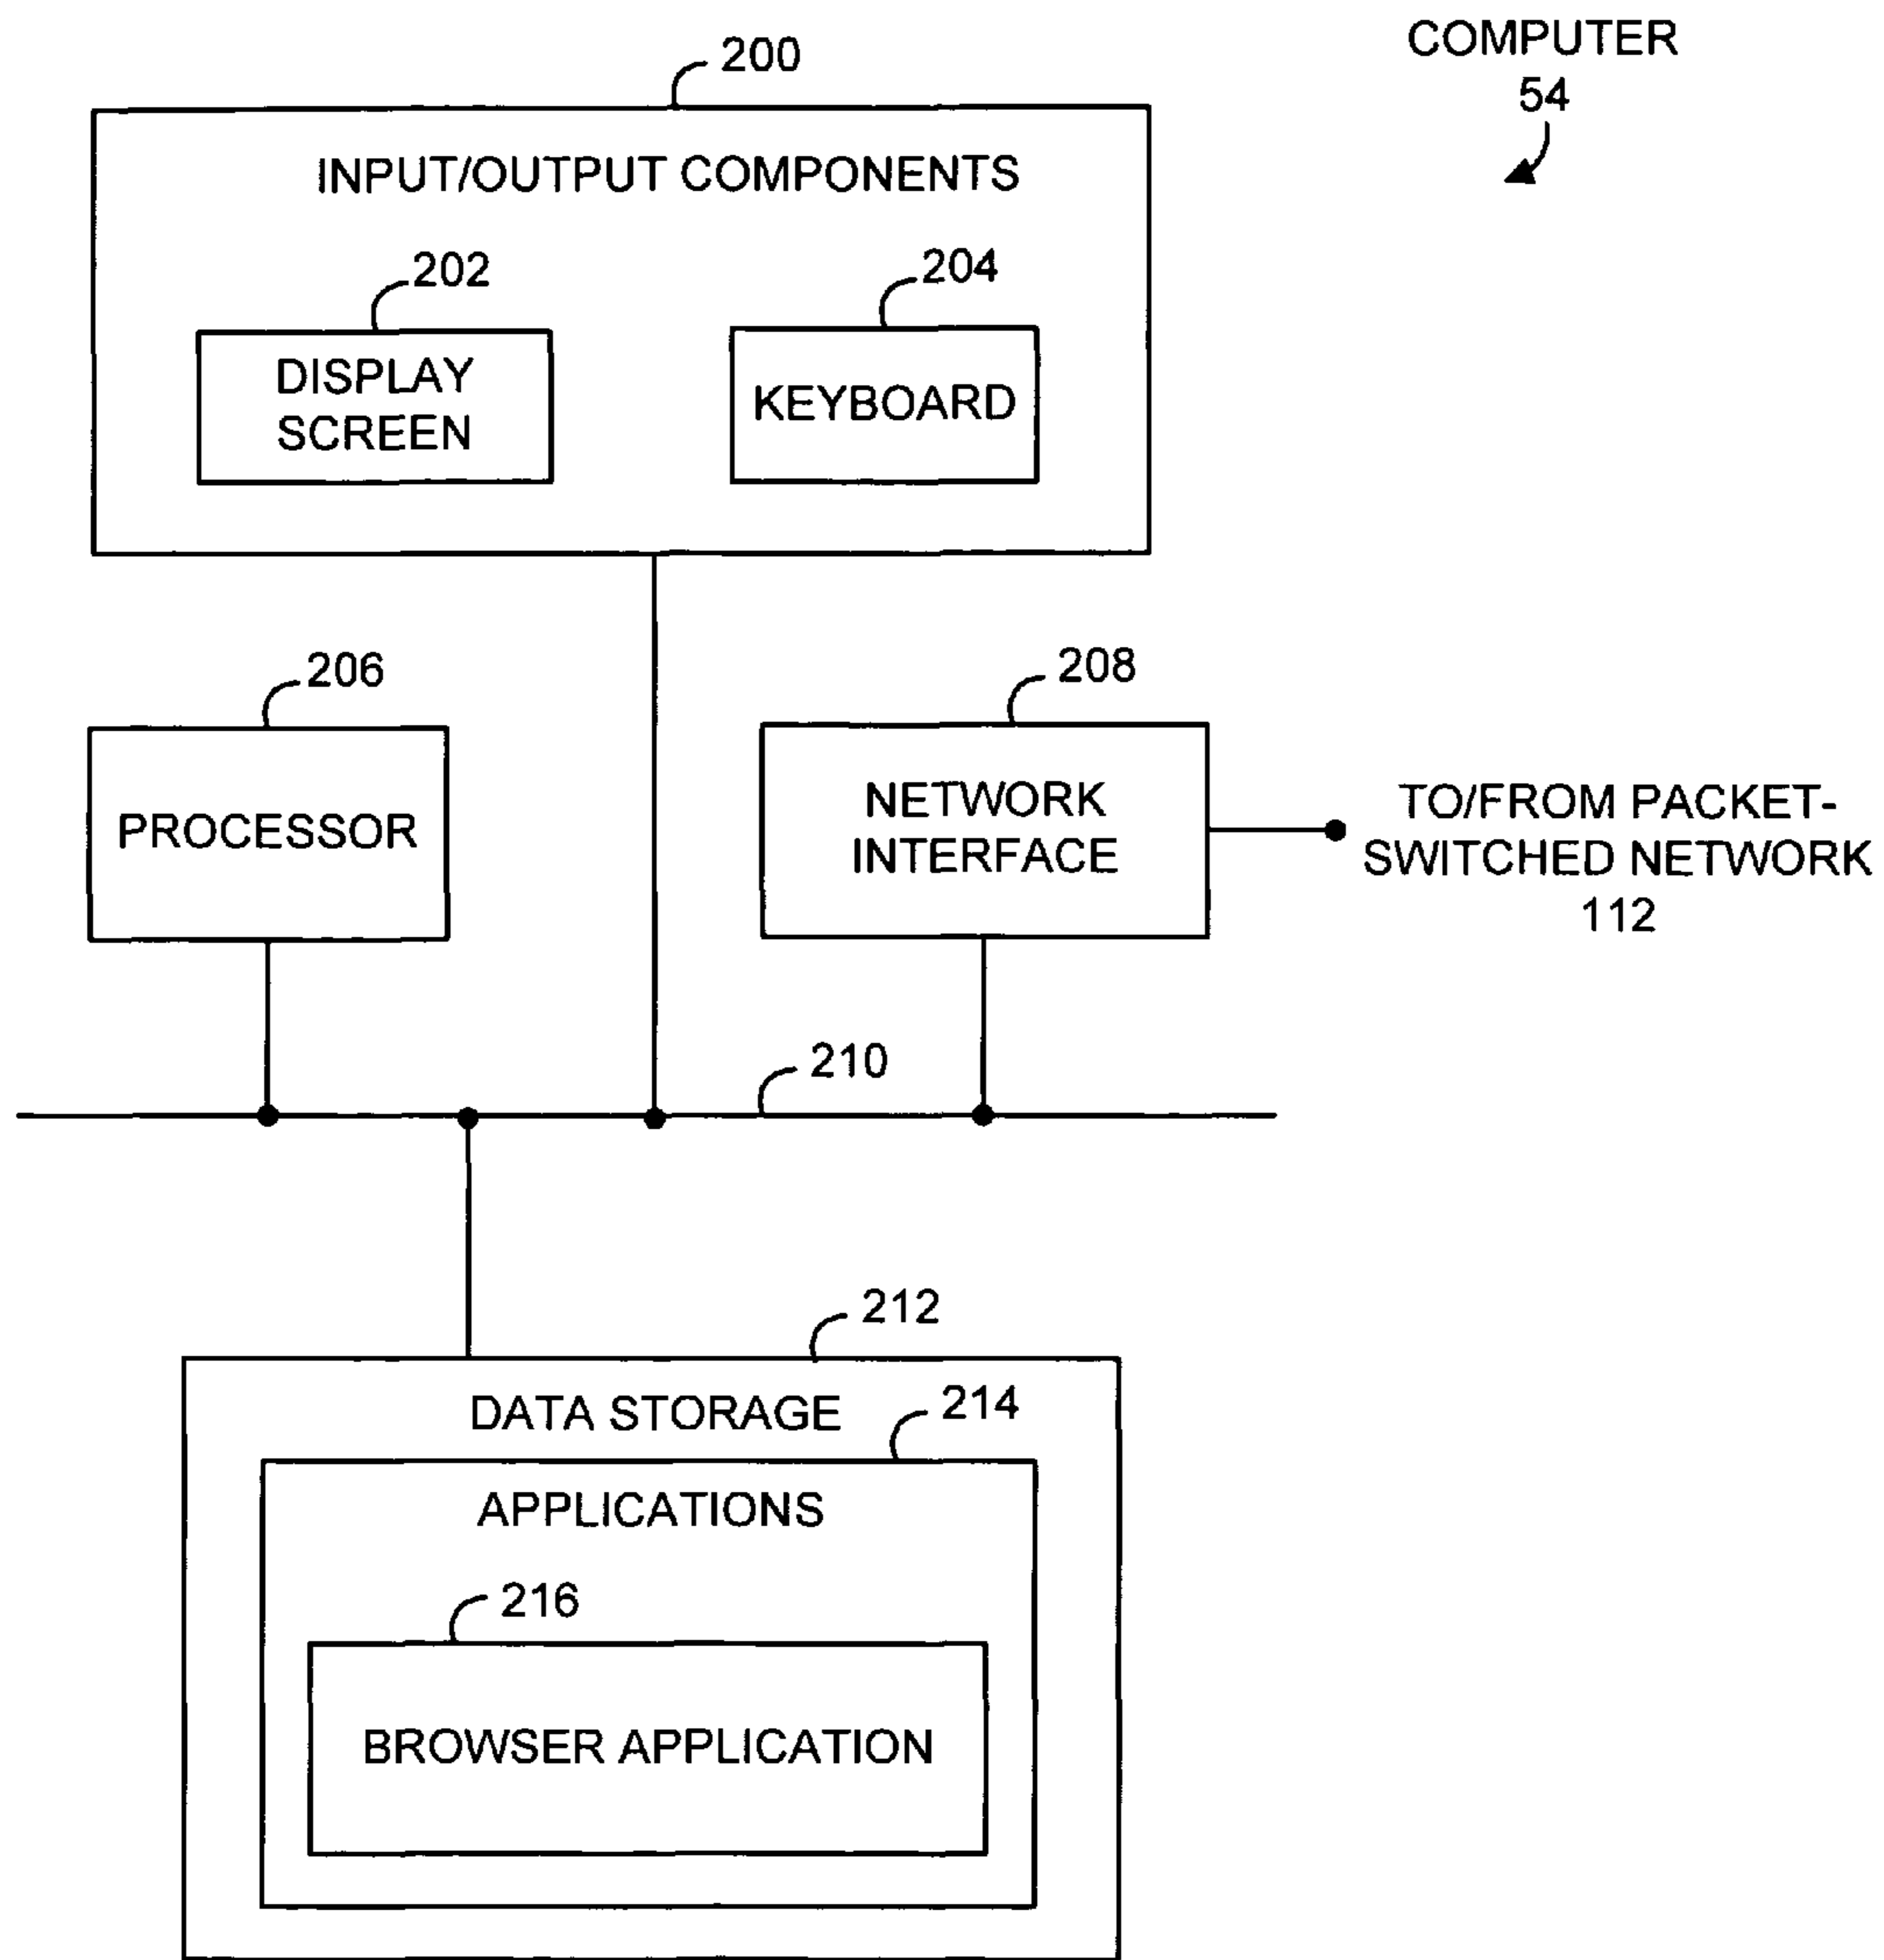 COMPUTER
54
200
INPUT/OUTPUT COMPONENTS
202
204
DISPLAY
SCREEN
KEYBOARD
206
208
PROCESSOR
NETWORK
INTERFACE
TO/FROM PACKET-
SWITCHED NETWORK
112
210
212
DATA STORAGE
214
APPLICATIONS
216
BROWSER APPLICATION